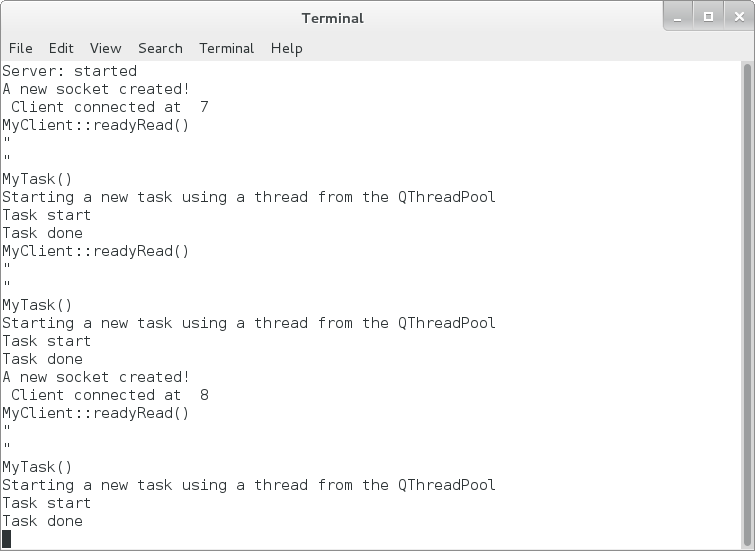 Terminal
File Edit View Search Terminal Help
Server: started
A new socket created!
 Client connected at  7
MyClient::readyRead()
"
"
MyTask()
Starting a new task using a thread from the QThreadPool
Task start
Task done
MyClient::readyRead()
"
"
MyTask()
Starting a new task using a thread from the QThreadPool
Task start
Task done
A new socket created!
 Client connected at  8
MyClient::readyRead()
"
"
MyTask()
Starting a new task using a thread from the QThreadPool
Task start
Task done